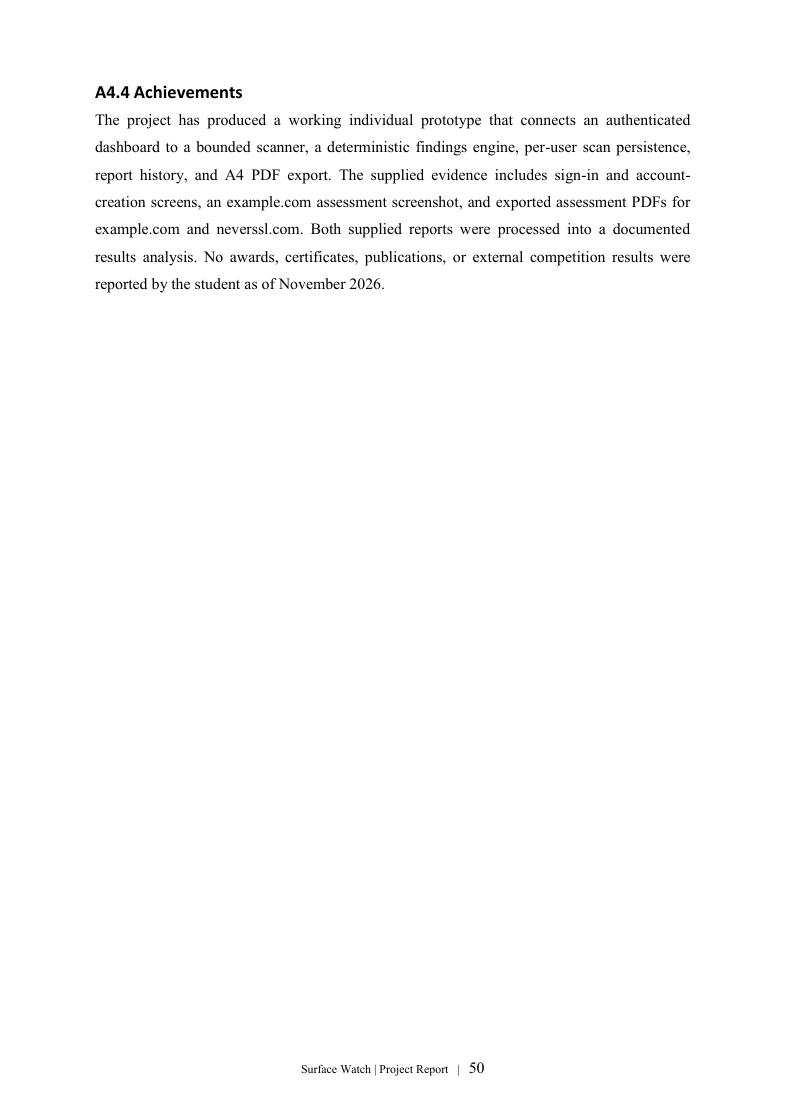 A4.4 Achievements
The project has produced a working individual prototype that connects an authenticated
dashboard to a bounded scanner, a deterministic findings engine, per-user scan persistence,
report history, and A4 PDF export. The supplied evidence includes sign-in and account-
creation screens, an example.com assessment screenshot, and exported assessment PDFs for
example.com and neverssl.com. Both supplied reports were processed into a documented
results analysis. No awards, certificates, publications, or external competition results were
reported by the student as of November 2026.
Surface Watch | Project Report | 50